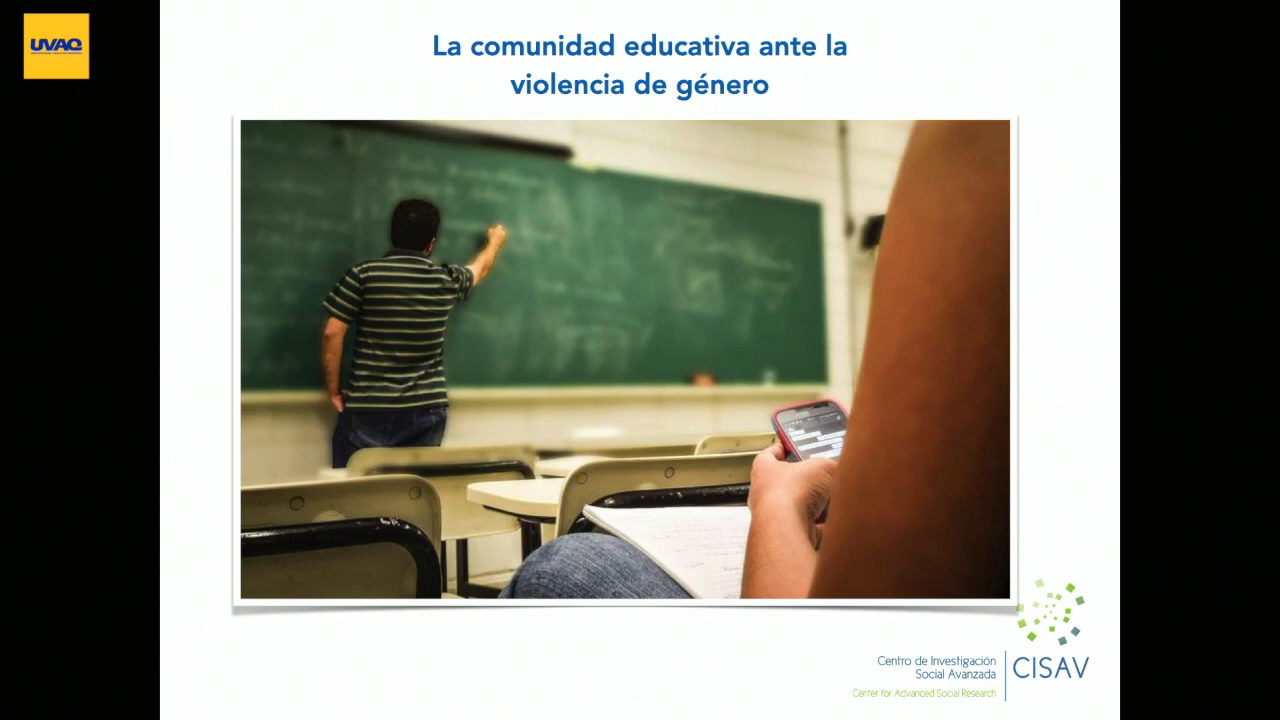 UVAQ
La comunidad educativa ante la
violencia de género
Centro de Investigación
Social Avanzada
Center for Advanced Social Research
CISAV